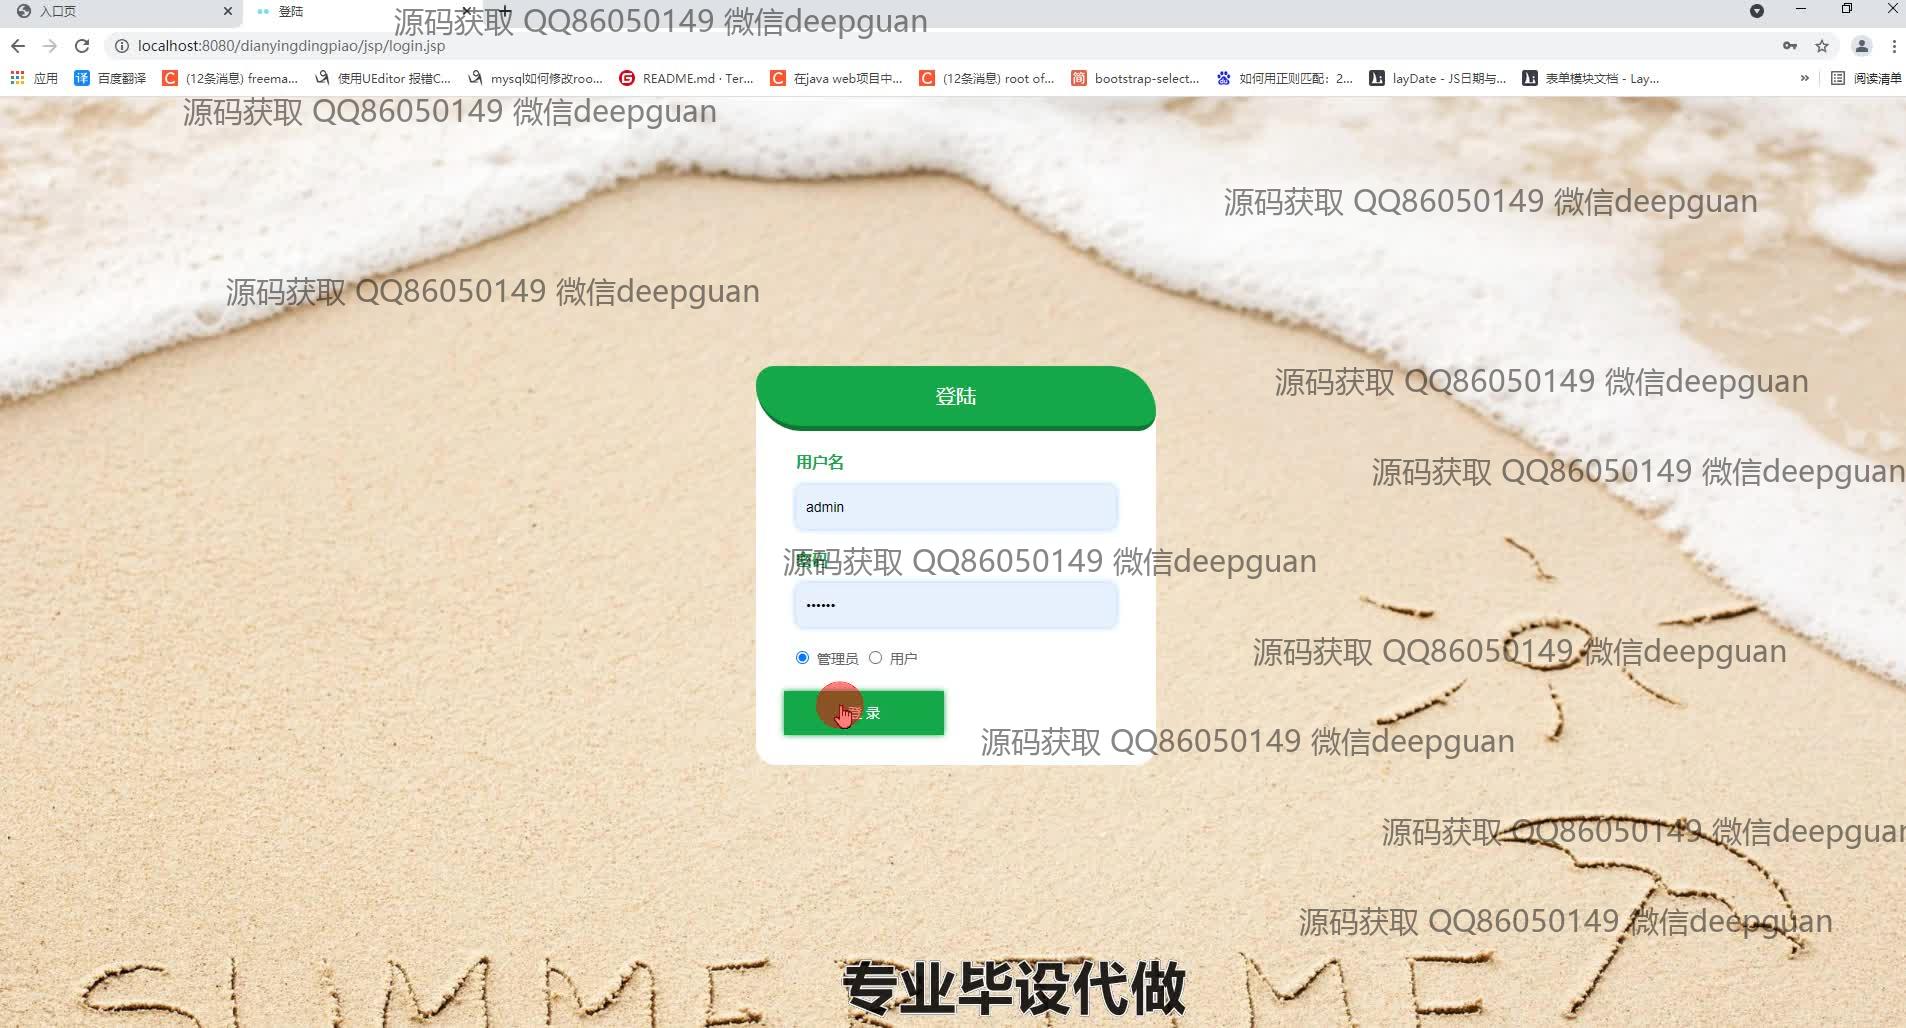 入口页
登陆
源码获取 QQ86050149 微信deepguan
localhost:8080/dianyingdingpiao/jsp/login.jsp
应用 百度翻译 (12条消息) freema... 使用UEditor 报错C... mysql如何修改roo... README.md · Ter... 在java web项目中... (12条消息) root of... bootstrap-select... 如何用正则匹配：2... layDate - JS日期与... 表单模块文档 - Lay... » 阅读清单
源码获取 QQ86050149 微信deepguan
源码获取 QQ86050149 微信deepguan
源码获取 QQ86050149 微信deepguan
源码获取 QQ86050149 微信deepguan
登陆
用户名
源码获取 QQ86050149 微信deepguan
admin
密码
源码获取 QQ86050149 微信deepguan
••••••
管理员 用户
源码获取 QQ86050149 微信deepguan
登 录
源码获取 QQ86050149 微信deepguan
源码获取 QQ86050149 微信deepguan
源码获取 QQ86050149 微信deepguan
SUMMER TIME
专业毕设代做